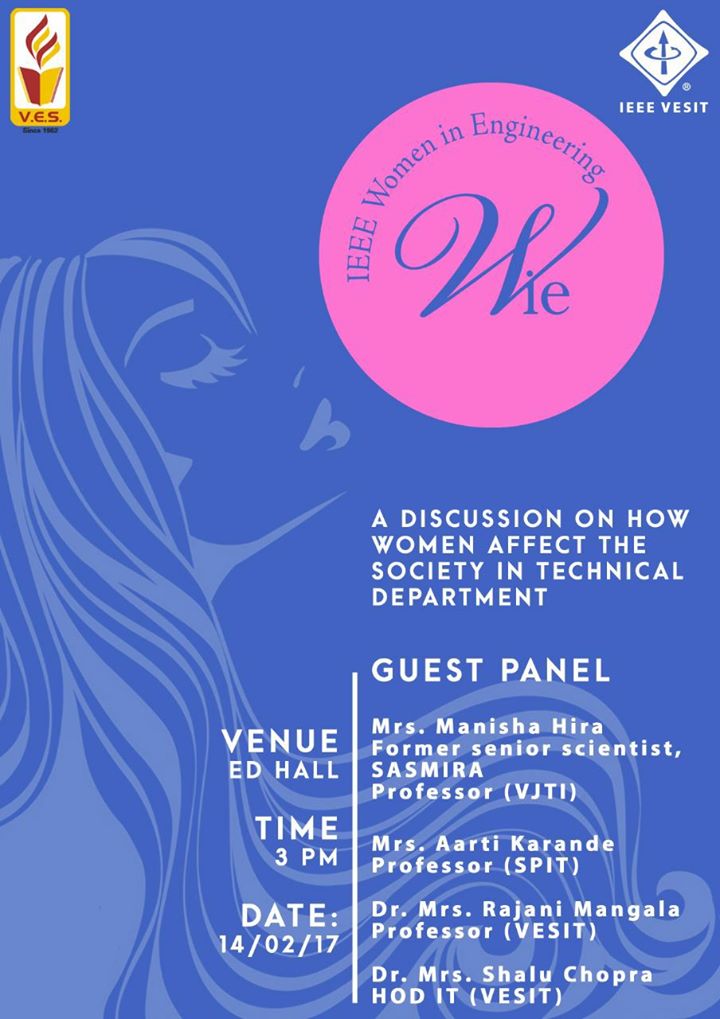 V.E.S.
Since 1962
IEEE VESIT
IEEE Women in Engineering
Wie
A DISCUSSION ON HOW
WOMEN AFFECT THE
SOCIETY IN TECHNICAL
DEPARTMENT
GUEST PANEL
Mrs. Manisha Hira
Former senior scientist,
SASMIRA
Professor (VJTI)
Mrs. Aarti Karande
Professor (SPIT)
Dr. Mrs. Rajani Mangala
Professor (VESIT)
Dr. Mrs. Shalu Chopra
HOD IT (VESIT)
VENUE
ED HALL
TIME
3 PM
DATE:
14/02/17